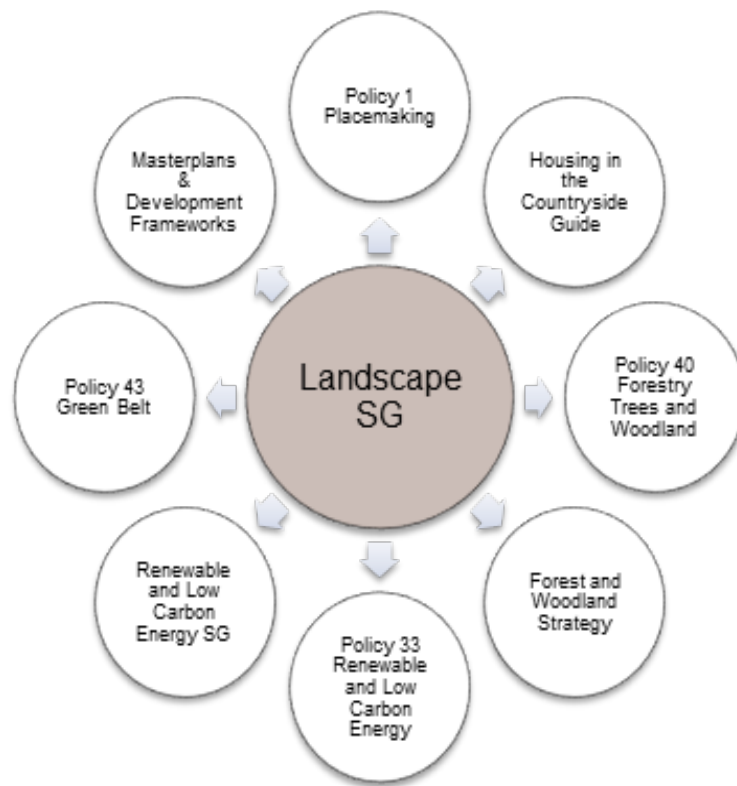 Policy 1
Placemaking
Masterplans
&
Development
Frameworks
Housing in
the
Countryside
Guide
Landscape
SG
Policy 43
Green Belt
Policy 40
Forestry
Trees and
Woodland
Renewable
and Low
Carbon
Energy SG
Forest and
Woodland
Strategy
Policy 33
Renewable
and Low
Carbon
Energy